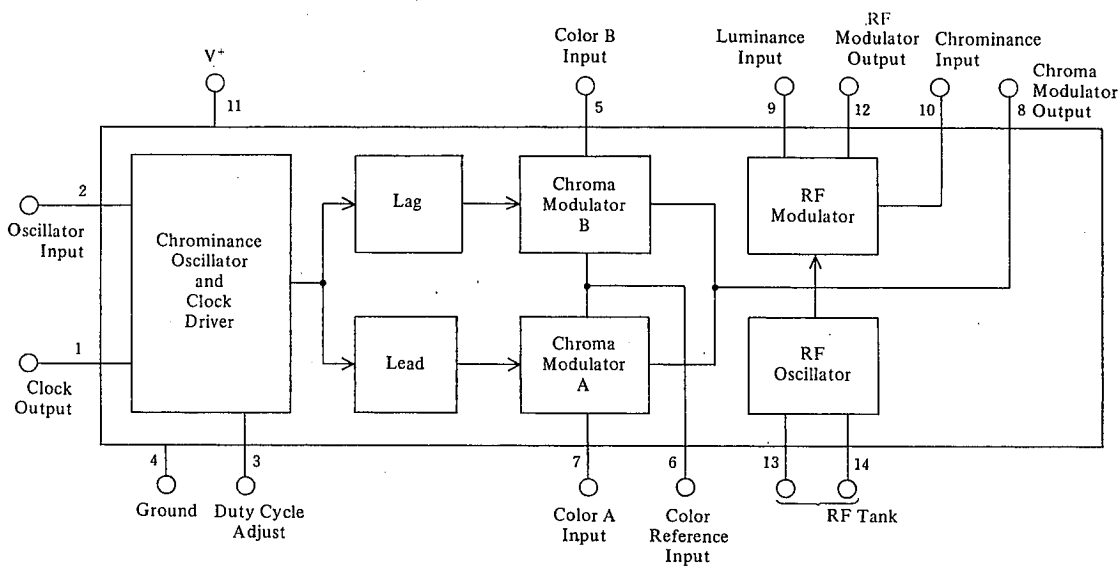 V+
11
Color B
Input
5
Luminance
Input
9
RF
Modulator
Output
12
Chrominance
Input
10
Chroma
Modulator
Output
8
2
Oscillator
Input
1
Clock
Output
Chrominance
Oscillator
and
Clock
Driver
Lag
Lead
Chroma
Modulator
B
Chroma
Modulator
A
RF
Modulator
RF
Oscillator
4
Ground
3
Duty Cycle
Adjust
7
Color A
Input
6
Color
Reference
Input
13
14
RF Tank